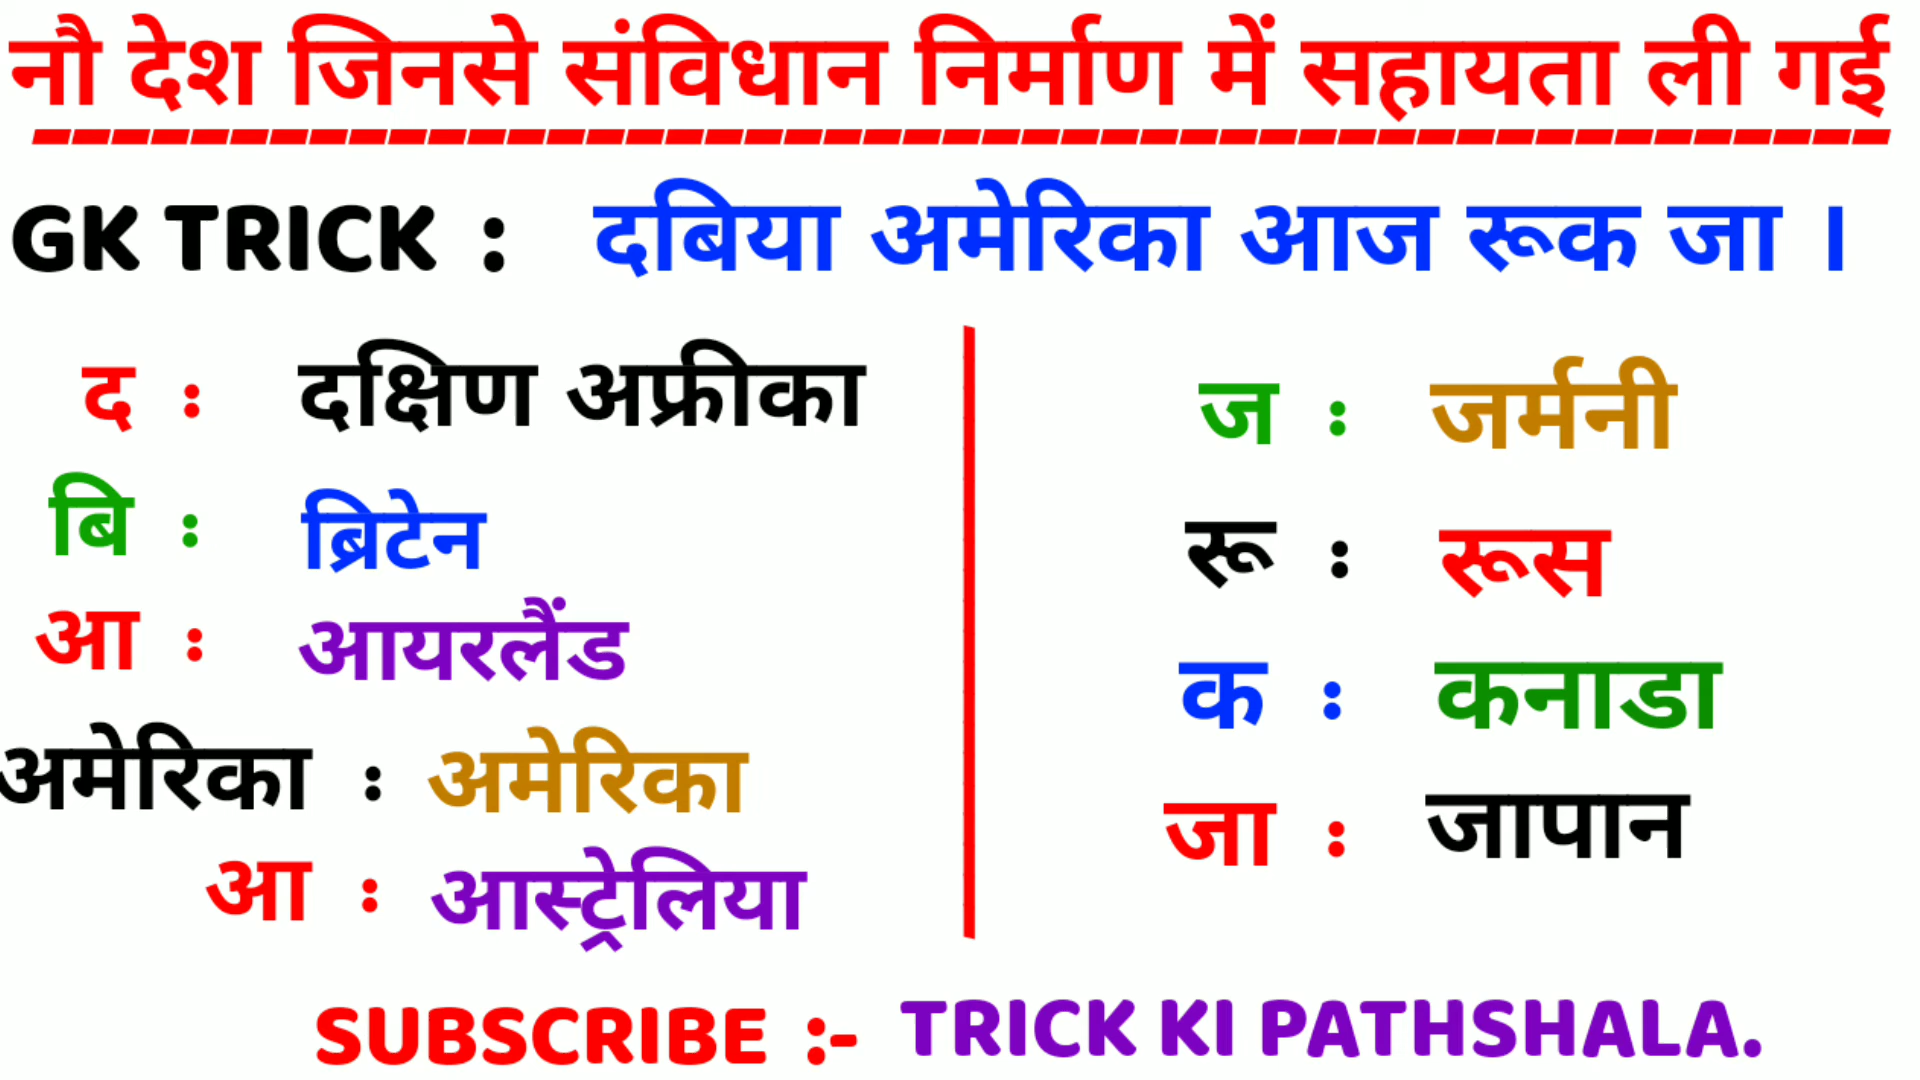 नौ देश जिनसे संविधान निर्माण में सहायता ली गई
GK TRICK : दबिया अमेरिका आज रूक जा ।
द : दक्षिण अफ्रीका
बि : ब्रिटेन
आ : आयरलैंड
अमेरिका : अमेरिका
आ : आस्ट्रेलिया
ज : जर्मनी
रू : रूस
क : कनाडा
जा : जापान
SUBSCRIBE :- TRICK KI PATHSHALA.